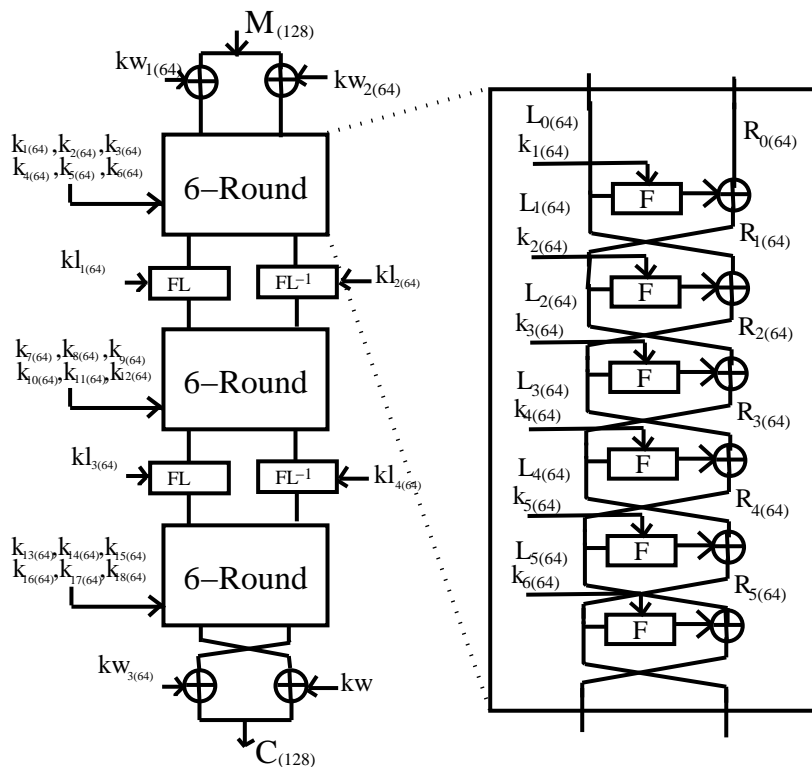 M(128)
kw1(64)
kw2(64)
k1(64) ,k2(64) ,k3(64)
k4(64) ,k5(64) ,k6(64)
6–Round
kl1(64)
FL
FL–1
kl2(64)
k7(64) ,k8(64) ,k9(64)
k10(64) ,k11(64) ,k12(64)
6–Round
kl3(64)
FL
FL–1
kl4(64)
k13(64),k14(64),k15(64)
k16(64),k17(64),k18(64)
6–Round
kw3(64)
kw
C(128)
L0(64)
R0(64)
k1(64)
F
L1(64)
R1(64)
k2(64)
F
L2(64)
R2(64)
k3(64)
F
L3(64)
R3(64)
k4(64)
F
L4(64)
R4(64)
k5(64)
F
L5(64)
R5(64)
k6(64)
F